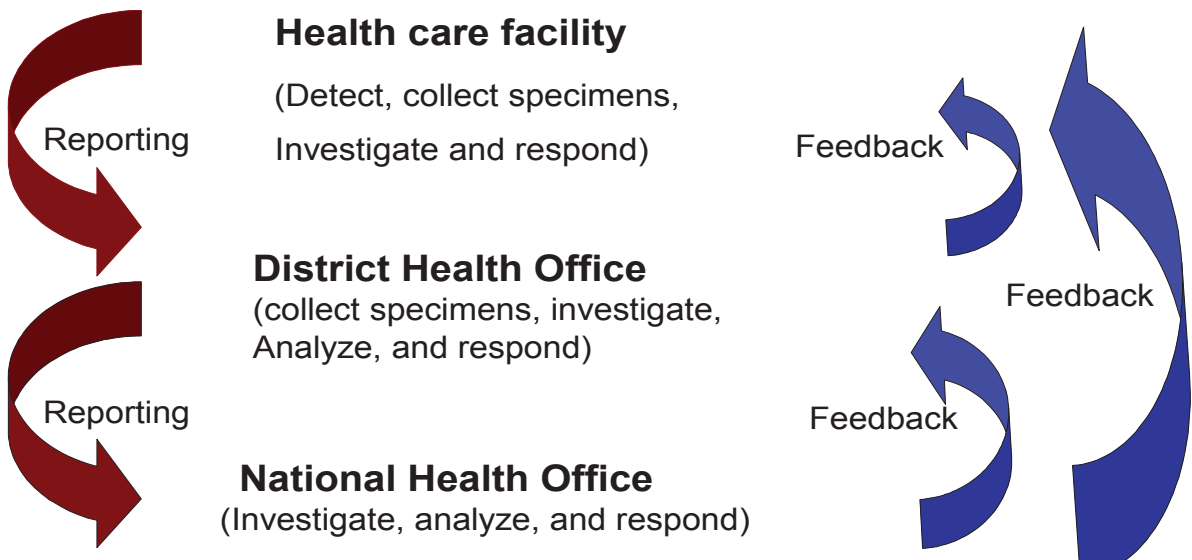 Health care facility
(Detect, collect specimens,
Investigate and respond)
Reporting
Feedback
District Health Office
(collect specimens, investigate,
Analyze, and respond)
Feedback
Reporting
Feedback
National Health Office
(Investigate, analyze, and respond)